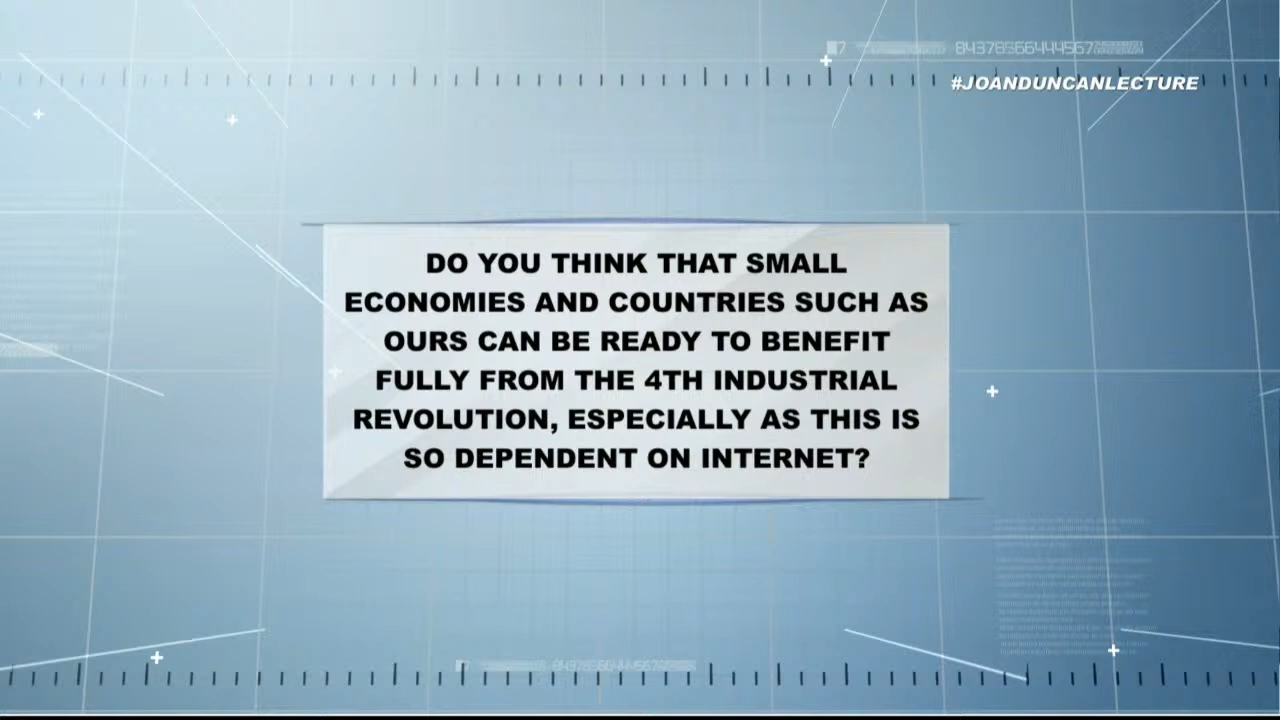 #JOANDUNCANLECTURE
DO YOU THINK THAT SMALL
ECONOMIES AND COUNTRIES SUCH AS
OURS CAN BE READY TO BENEFIT
FULLY FROM THE 4TH INDUSTRIAL
REVOLUTION, ESPECIALLY AS THIS IS
SO DEPENDENT ON INTERNET?